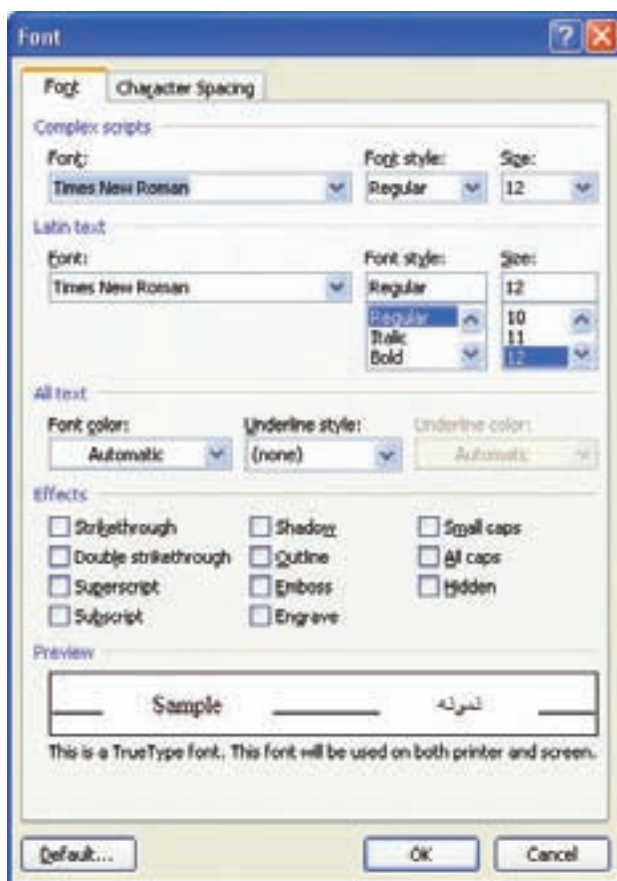 Font
Font Character Spacing
Complex scripts
Font: Font style: Size:
Times New Roman Regular 12
Latin text
Font: Font style: Size:
Times New Roman Regular 12
Regular 10
Italic 11
Bold 12
All text
Font color: Underline style: Underline color:
Automatic (none) Automatic
Effects
Strikethrough Shadow Small caps
Double strikethrough Outline All caps
Superscript Emboss Hidden
Subscript Engrave
Preview
Sample نمونه
This is a TrueType font. This font will be used on both printer and screen.
Default... OK Cancel